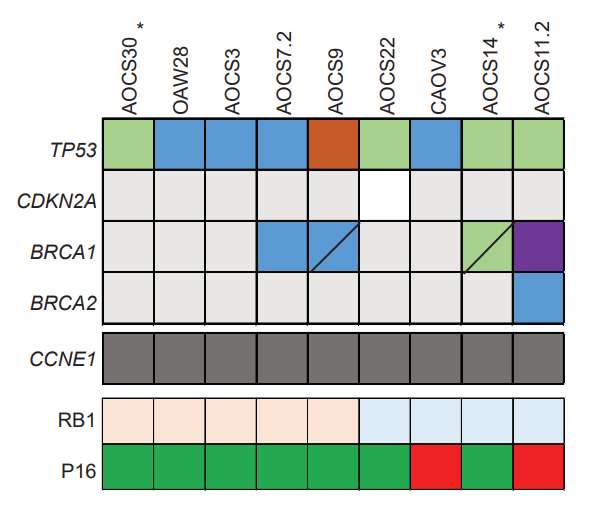 AOCS30 *
OAW28
AOCS3
AOCS7.2
AOCS9
AOCS22
CAOV3
AOCS14 *
AOCS11.2
TP53
CDKN2A
BRCA1
BRCA2
CCNE1
RB1
P16